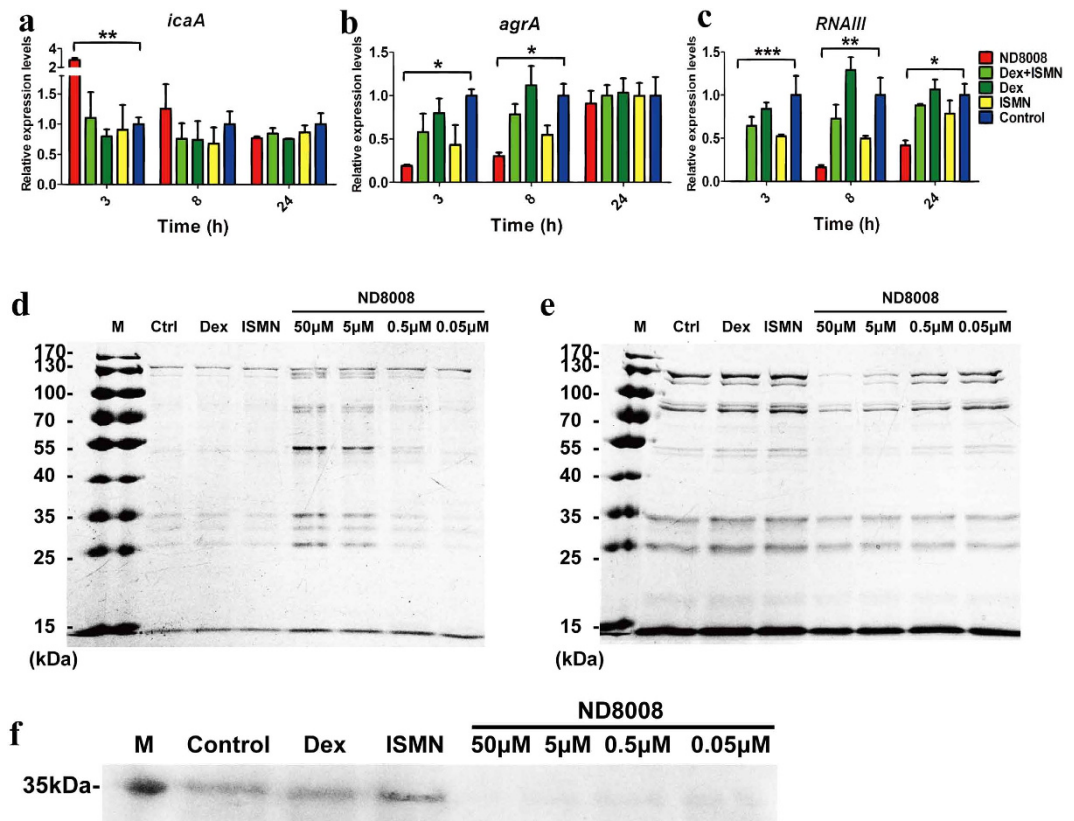 a
icaA
Relative expression levels
4
2
1.5
1.0
0.5
0.0
**
3
8
24
Time (h)
b
agrA
Relative expression levels
1.5
1.0
0.5
0.0
*
*
3
8
24
Time (h)
c
RNAIII
Relative expression levels
1.5
1.0
0.5
0.0
***
**
*
3
8
24
Time (h)
ND8008
Dex+ISMN
Dex
ISMN
Control
d
ND8008
M Ctrl Dex ISMN 50μM 5μM 0.5μM 0.05μM
170-
130-
100-
70-
55-
40-
35-
25-
15-
(kDa)
e
ND8008
M Ctrl Dex ISMN 50μM 5μM 0.5μM 0.05μM
170-
130-
100-
70-
55-
40-
35-
25-
15-
(kDa)
f
ND8008
M Control Dex ISMN 50μM 5μM 0.5μM 0.05μM
35kDa-